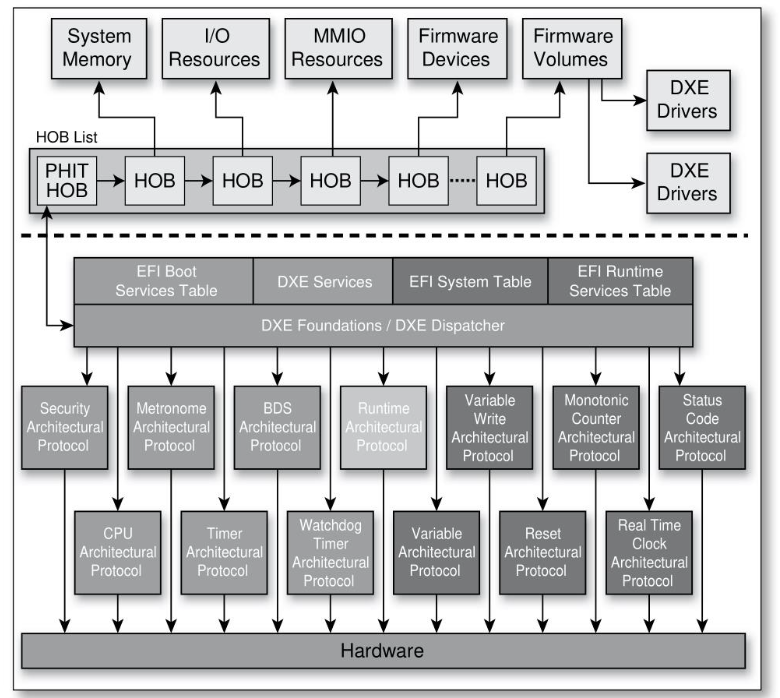 System
Memory
I/O
Resources
MMIO
Resources
Firmware
Devices
Firmware
Volumes
DXE
Drivers
HOB List
PHIT
HOB
HOB
HOB
HOB
HOB
HOB
DXE
Drivers
EFI Boot
Services Table
DXE Services
EFI System Table
EFI Runtime
Services Table
DXE Foundations / DXE Dispatcher
Security
Architectural
Protocol
Metronome
Architectural
Protocol
BDS
Architectural
Protocol
Runtime
Architectural
Protocol
Variable
Write
Architectural
Protocol
Monotonic
Counter
Architectural
Protocol
Status
Code
Architectural
Protocol
CPU
Architectural
Protocol
Timer
Architectural
Protocol
Watchdog
Timer
Architectural
Protocol
Variable
Architectural
Protocol
Reset
Architectural
Protocol
Real Time
Clock
Architectural
Protocol
Hardware